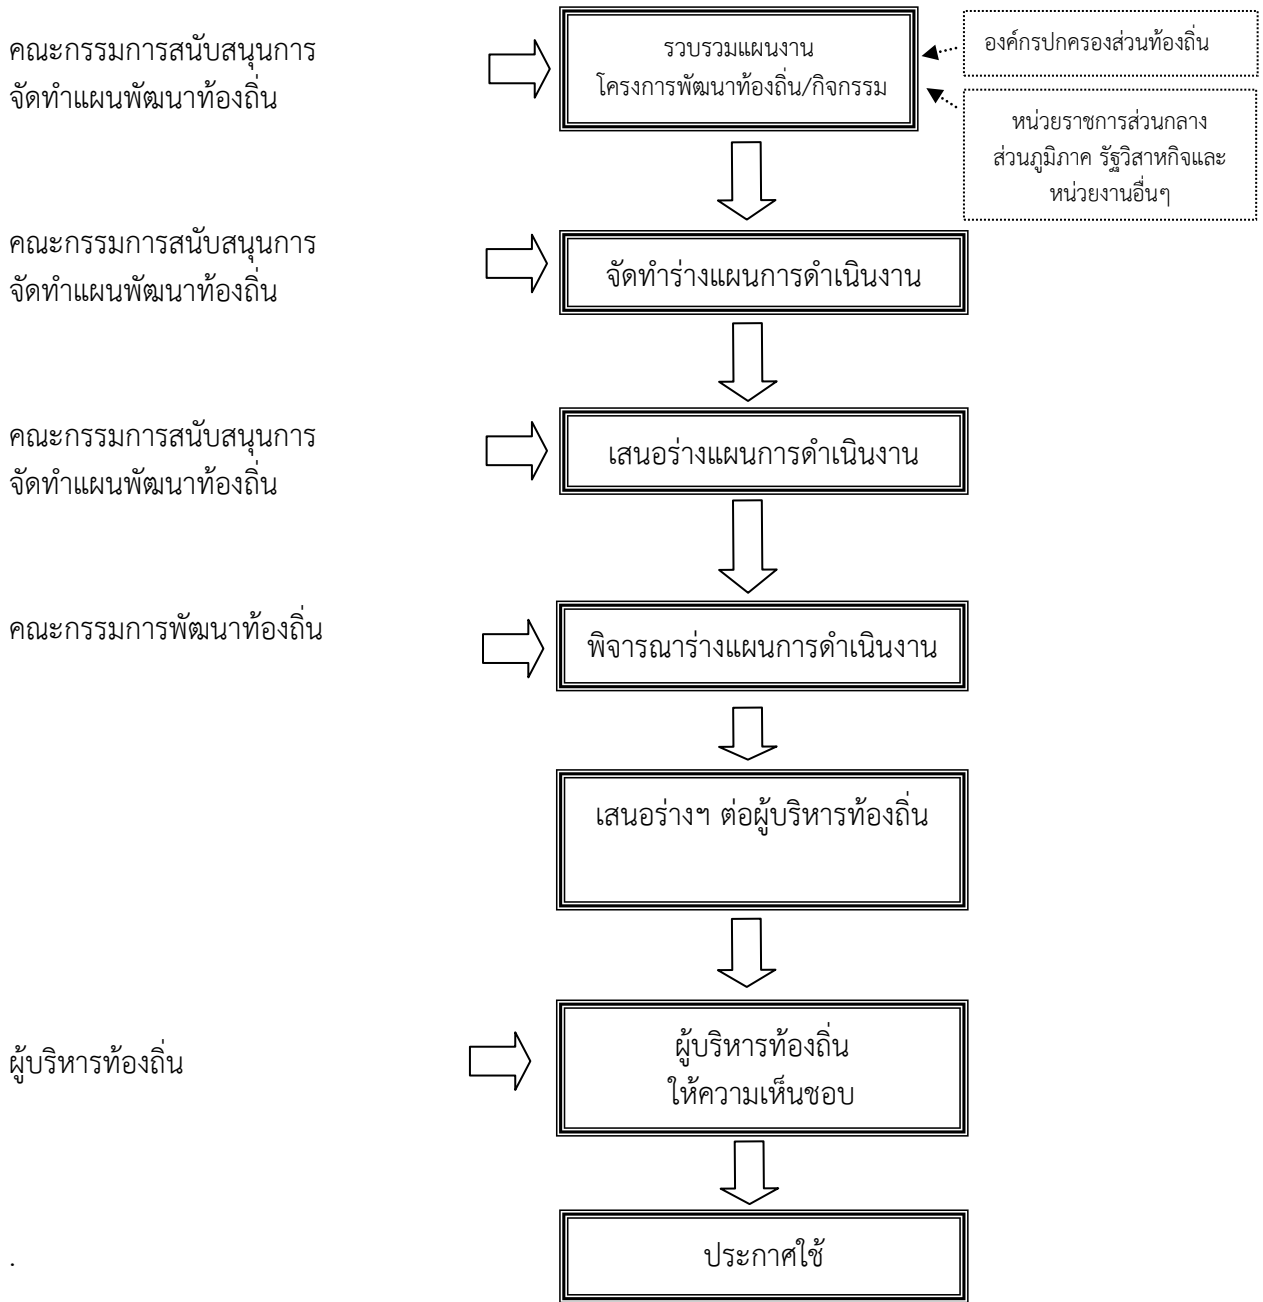 คณะกรรมการสนับสนุนการ
จัดทำแผนพัฒนาท้องถิ่น
รวบรวมแผนงาน
โครงการพัฒนาท้องถิ่น/กิจกรรม
องค์กรปกครองส่วนท้องถิ่น
หน่วยราชการส่วนกลาง
ส่วนภูมิภาค รัฐวิสาหกิจและ
หน่วยงานอื่นๆ
คณะกรรมการสนับสนุนการ
จัดทำแผนพัฒนาท้องถิ่น
จัดทำร่างแผนการดำเนินงาน
คณะกรรมการสนับสนุนการ
จัดทำแผนพัฒนาท้องถิ่น
เสนอร่างแผนการดำเนินงาน
คณะกรรมการพัฒนาท้องถิ่น
พิจารณาร่างแผนการดำเนินงาน
เสนอร่างฯ ต่อผู้บริหารท้องถิ่น
ผู้บริหารท้องถิ่น
ผู้บริหารท้องถิ่น
ให้ความเห็นชอบ
.
ประกาศใช้